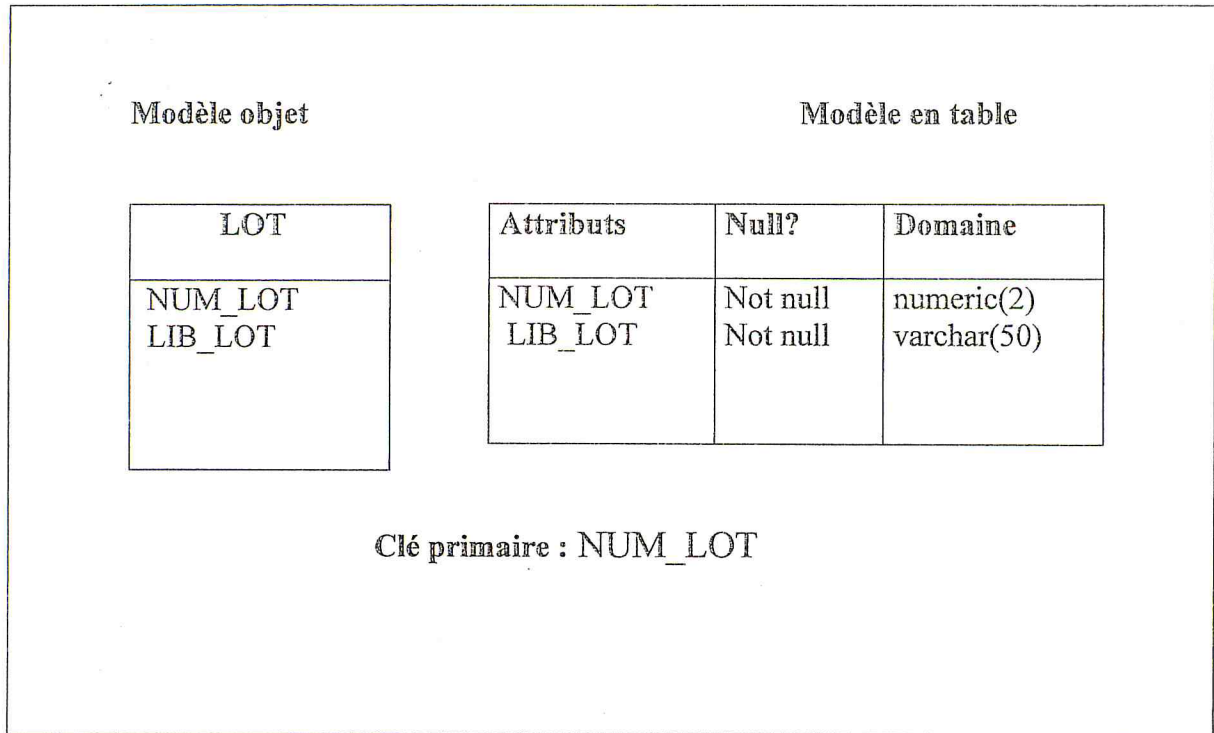 Modèle objet
Modèle en table
LOT
NUM_LOT
LIB_LOT
Attributs Null? Domaine
NUM_LOT Not null numeric(2)
LIB_LOT Not null varchar(50)
Clé primaire : NUM_LOT